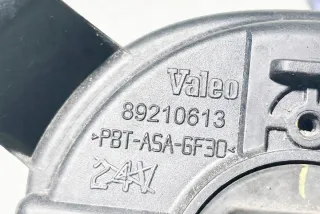 Valeo
89210613
>PBT-ASA-GF30<
24V